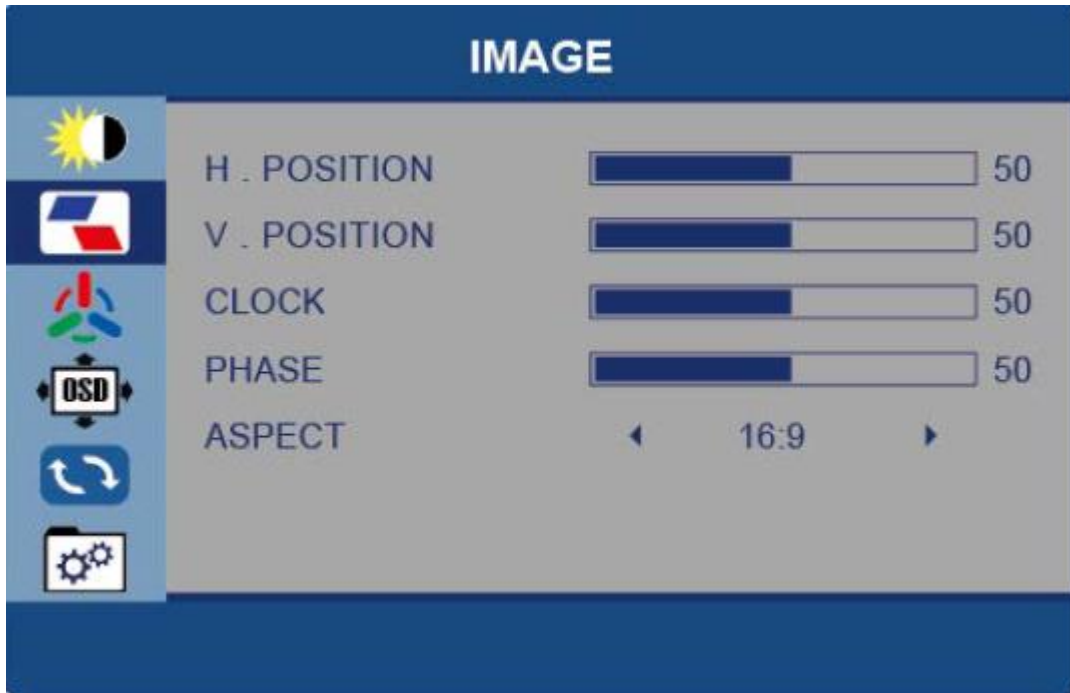 IMAGE
H . POSITION 50
V . POSITION 50
CLOCK 50
PHASE 50
OSD
ASPECT 16:9